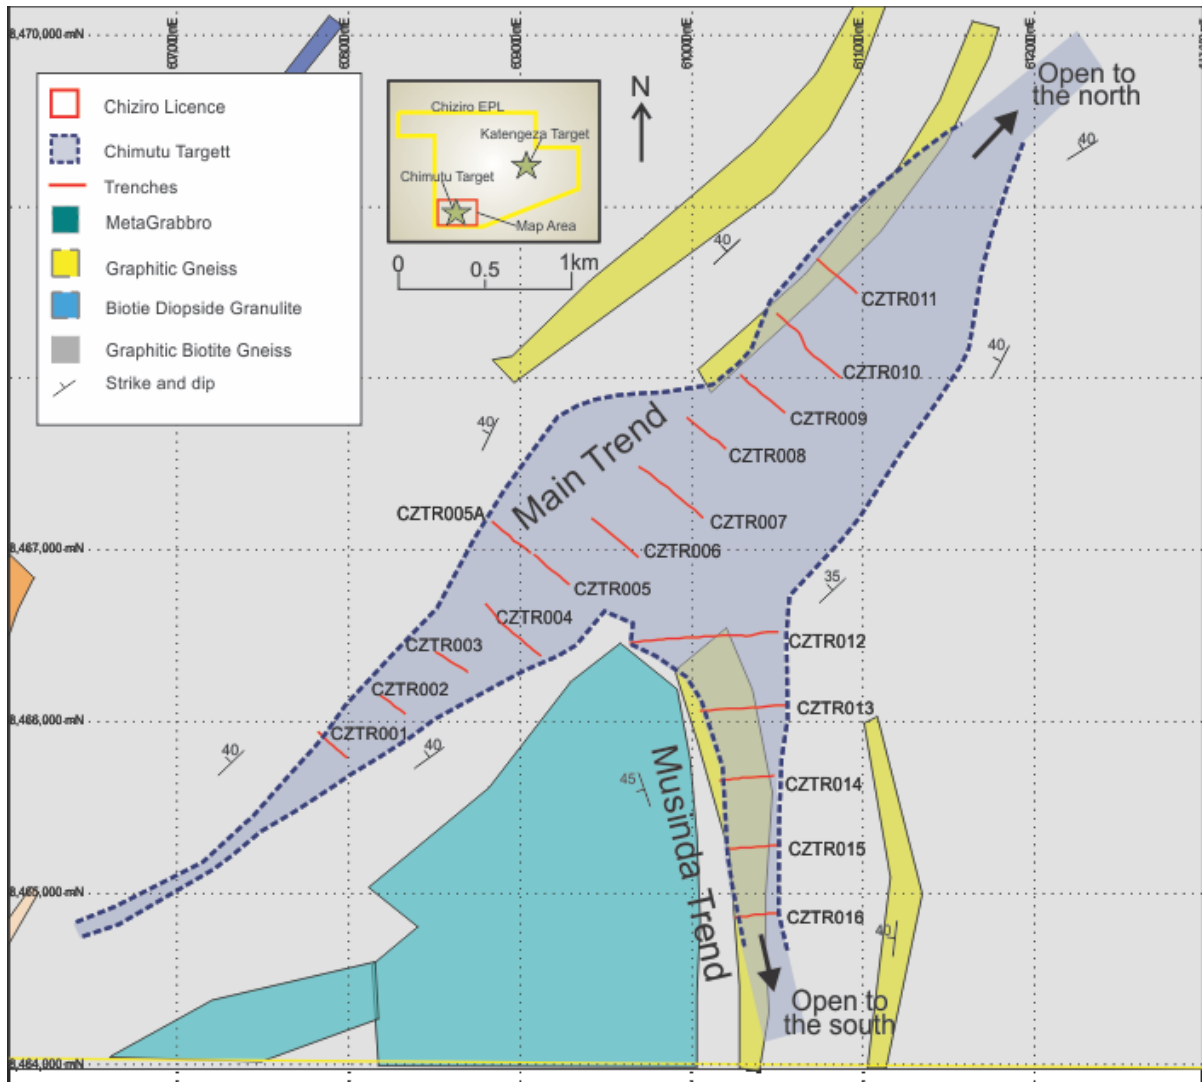 8,470,000 mN
Chiziro Licence
Chimutu Targett
Trenches
MetaGrabbro
Graphitic Gneiss
Biotie Diopside Granulite
Graphitic Biotite Gneiss
Strike and dip
Chiziro EPL
Katengeza Target
Chimutu Target
Map Area
0
0.5
1km
N
Open to
the north
40
40
CZTR011
40
CZTR010
CZTR009
40
Main Trend
CZTR008
CZTR005A
CZTR007
8,467,000 mN
CZTR006
35
CZTR005
CZTR004
CZTR003
CZTR012
CZTR002
CZTR013
8,466,000 mN
CZTR001
40
40
45
Musinda Trend
CZTR014
CZTR015
8,465,000 mN
CZTR016
40
Open to
the south
8,464,000 mN